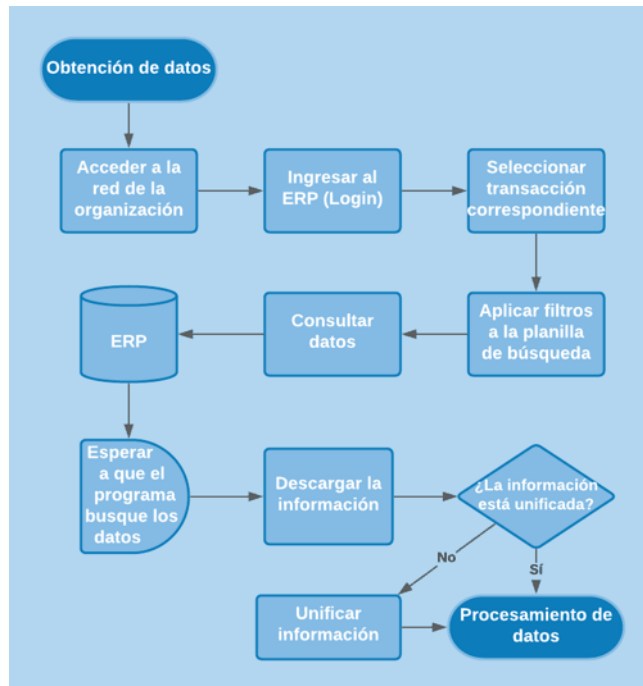 Obtención de datos
Acceder a la
red de la
organización
Ingresar al
ERP (Login)
Seleccionar
transacción
correspondiente
Aplicar filtros
a la planilla
de búsqueda
Consultar
datos
ERP
Esperar
a que el
programa
busque los
datos
Descargar la
información
¿La información
está unificada?
No
Sí
Unificar
información
Procesamiento de
datos